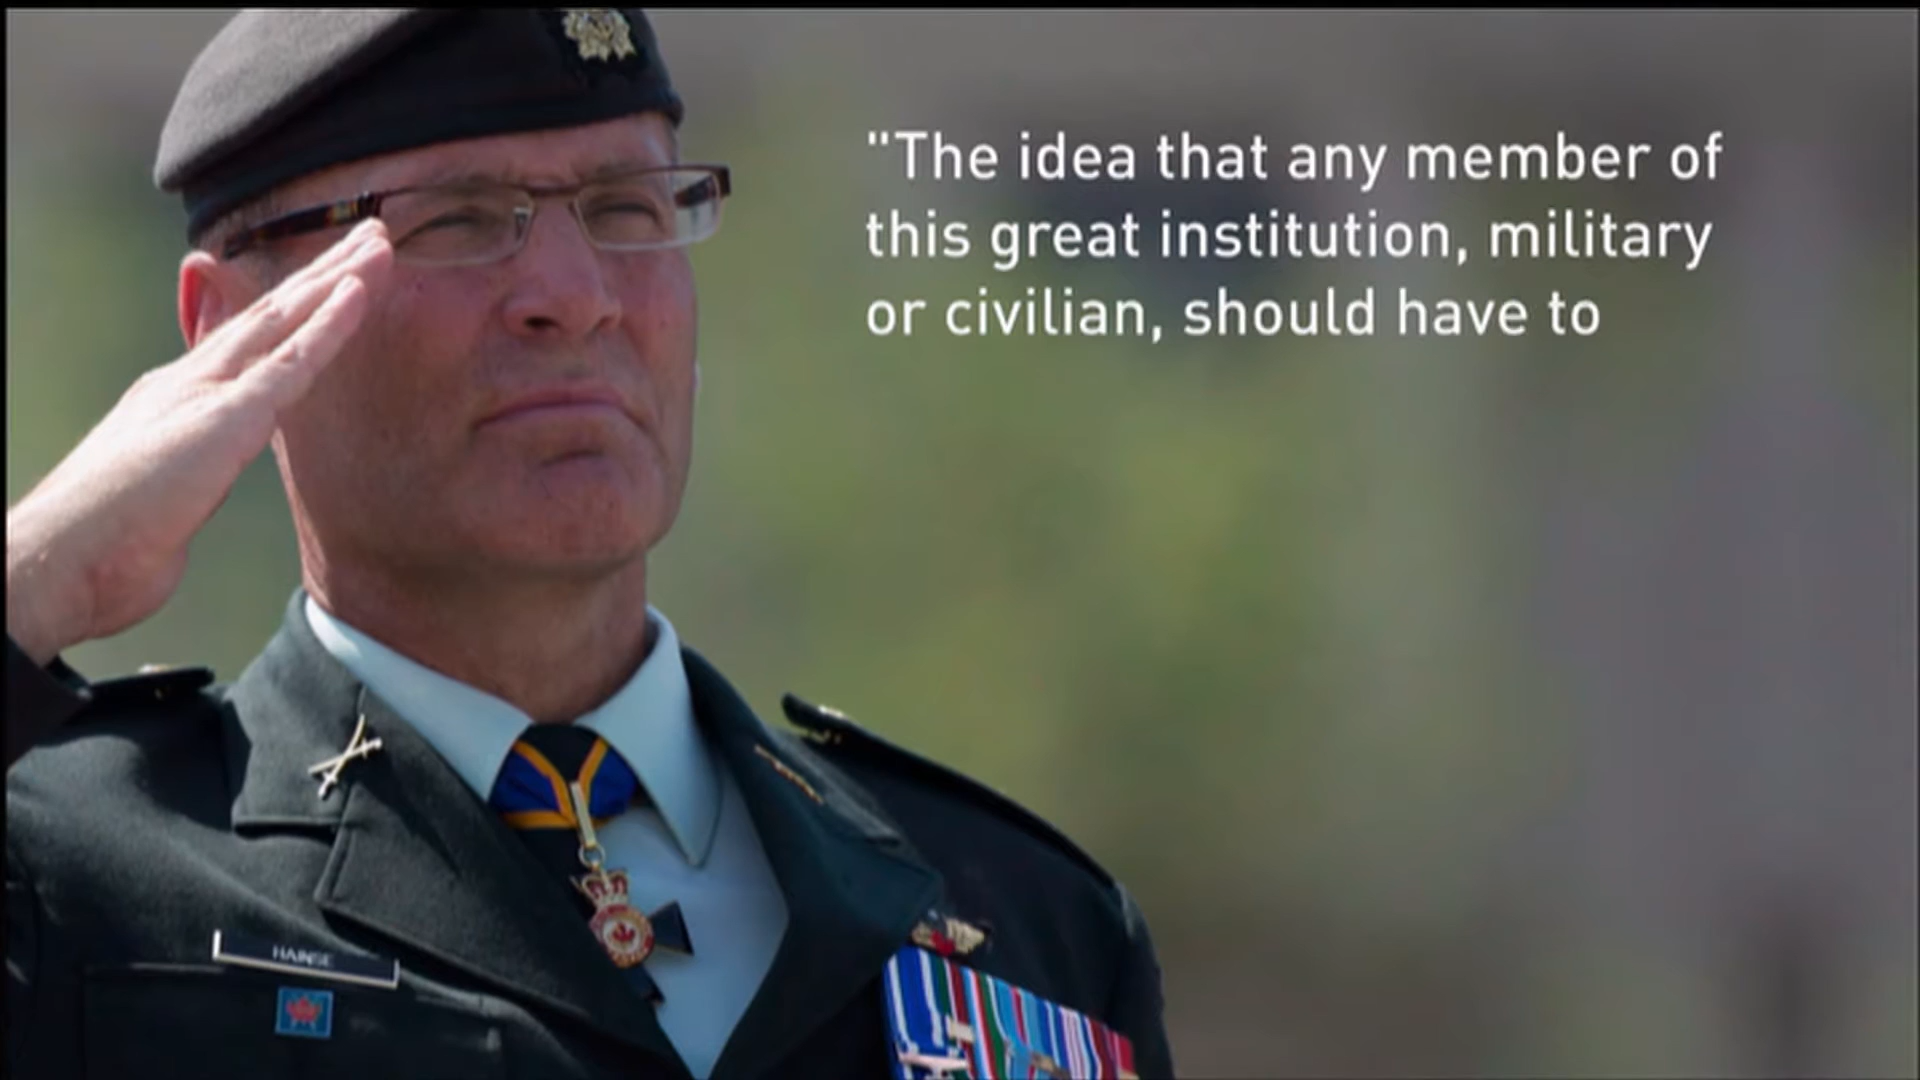 "The idea that any member of
this great institution, military
or civilian, should have to
HAINSE